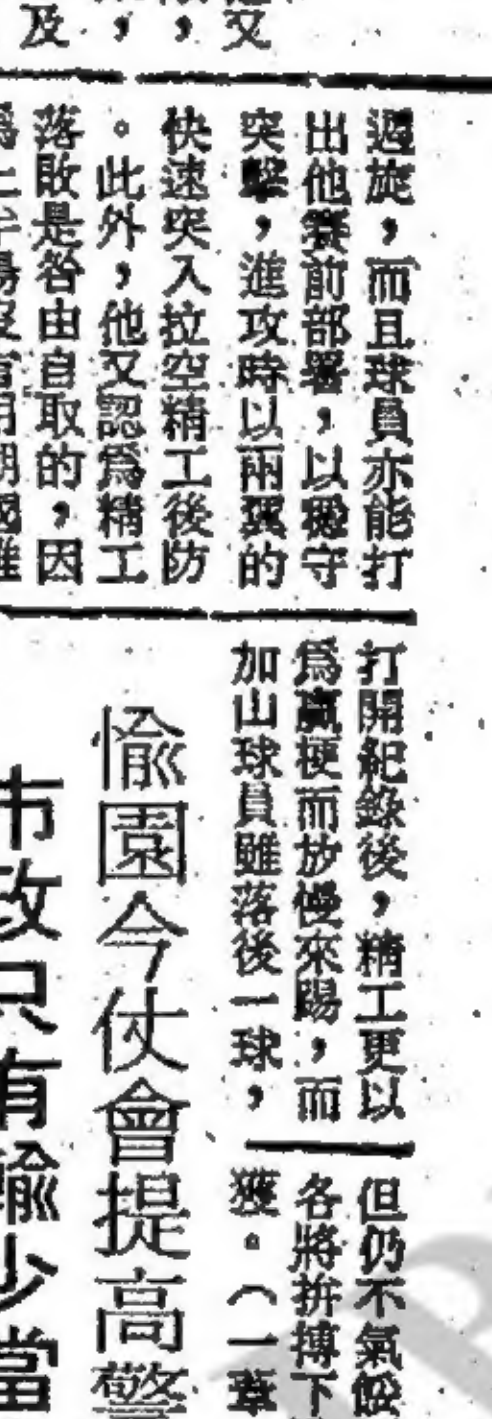 又
，
，
及
迴旋，而且球員亦能打
出他賽前部署，以穩守
突擊，進攻時以兩翼的
快速突入拉空精工後防
。此外，他又認爲精工
落敗是咎由自取的，因
打開紀錄後，精工更以
爲贏梗而放慢來踢，而
加山球員雖落後一球，
但仍不氣餒
各將拼搏下
獲。（一葦
愉園今仗會提高警
市政只有輸少當